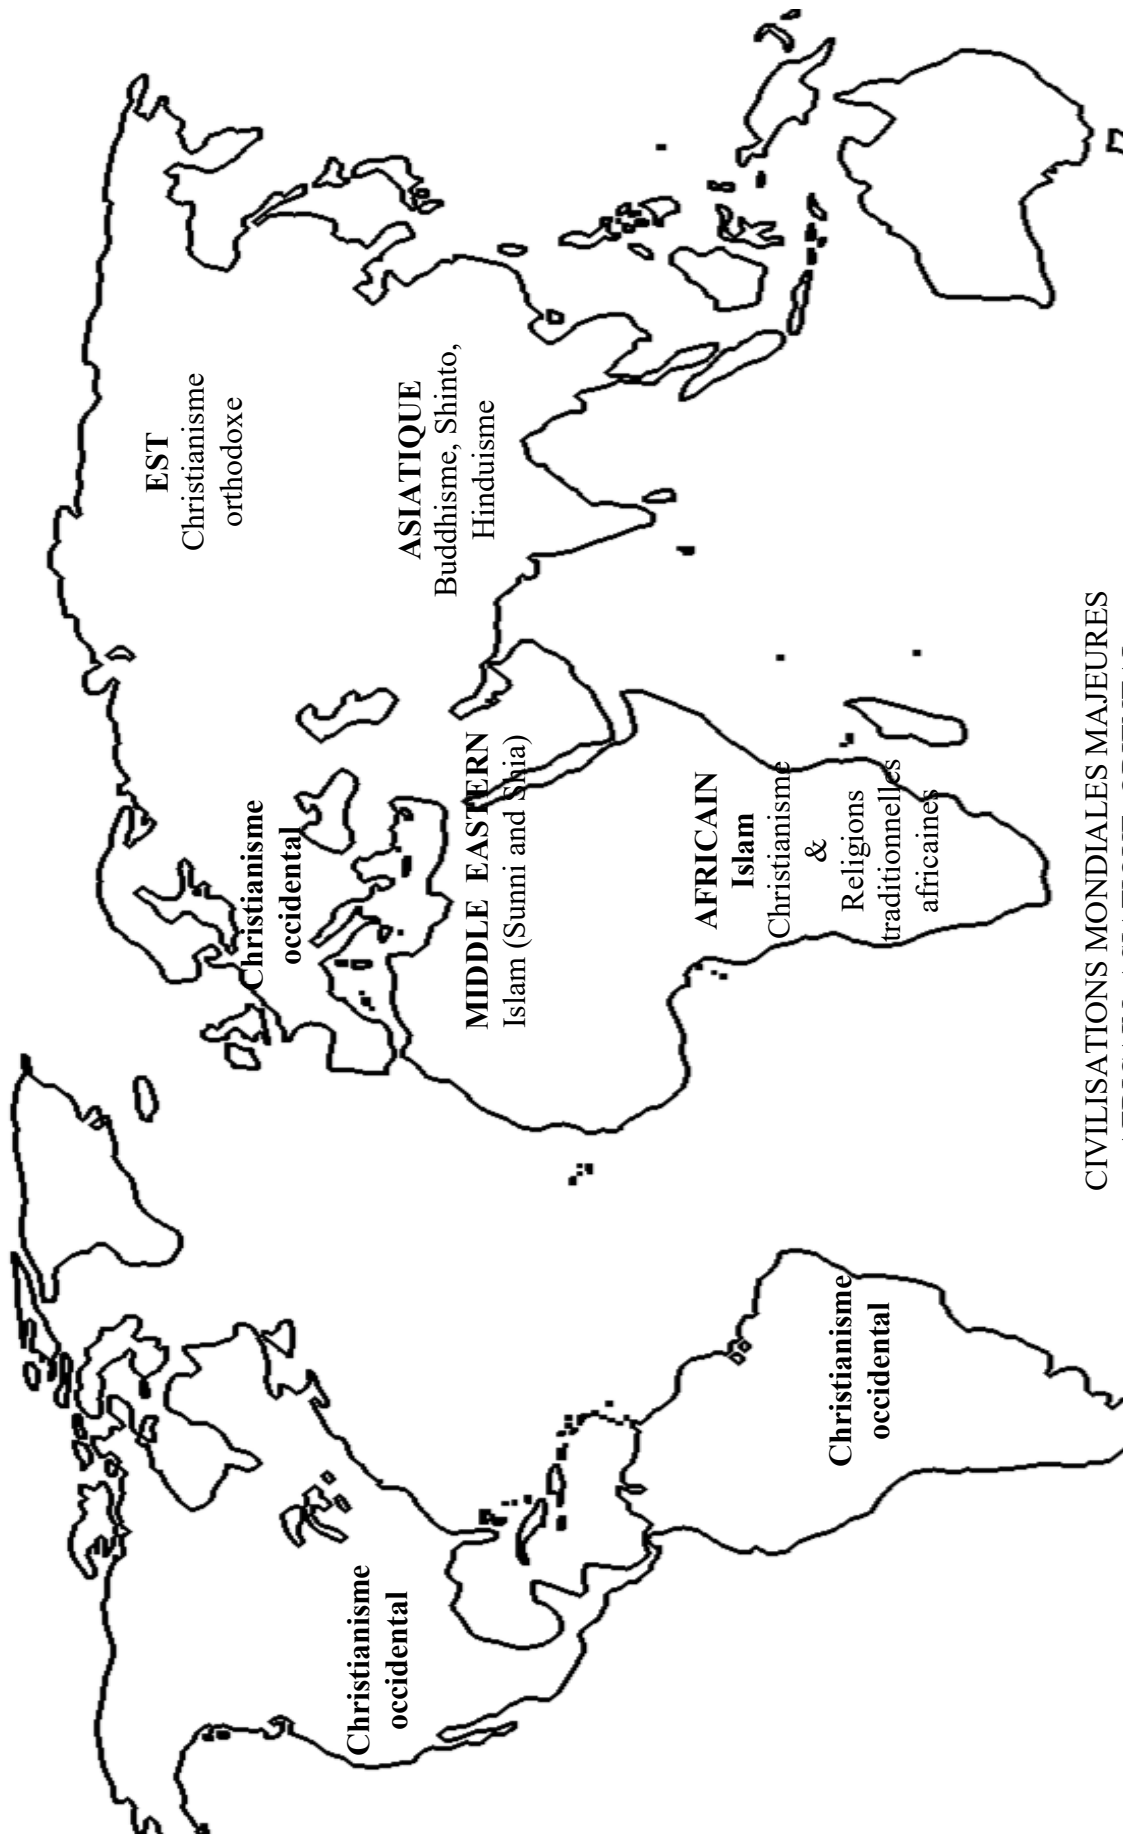 EST
Christianisme
orthodoxe
Christianisme
occidental
Christianisme
occidental
ASIATIQUE
Buddhisme, Shinto,
Hinduisme
MIDDLE EASTERN
Islam (Sunni and Shia)
AFRICAIN
Islam
Christianisme
&
Religions
traditionnelles
africaines
Christianisme
occidental
CIVILISATIONS MONDIALES MAJEURES